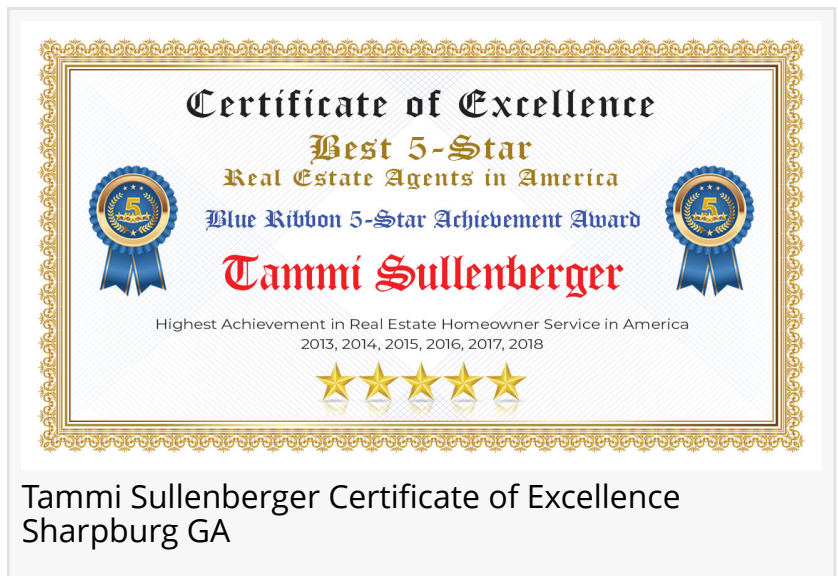 Certificate of Excellence
Best 5-Star
Real Estate Agents in America
Blue Ribbon 5-Star Achievement Award
Tammi Sullenberger
Highest Achievement in Real Estate Homeowner Service in America
2013, 2014, 2015, 2016, 2017, 2018
5
5
Tammi Sullenberger Certificate of Excellence
Sharpburg GA